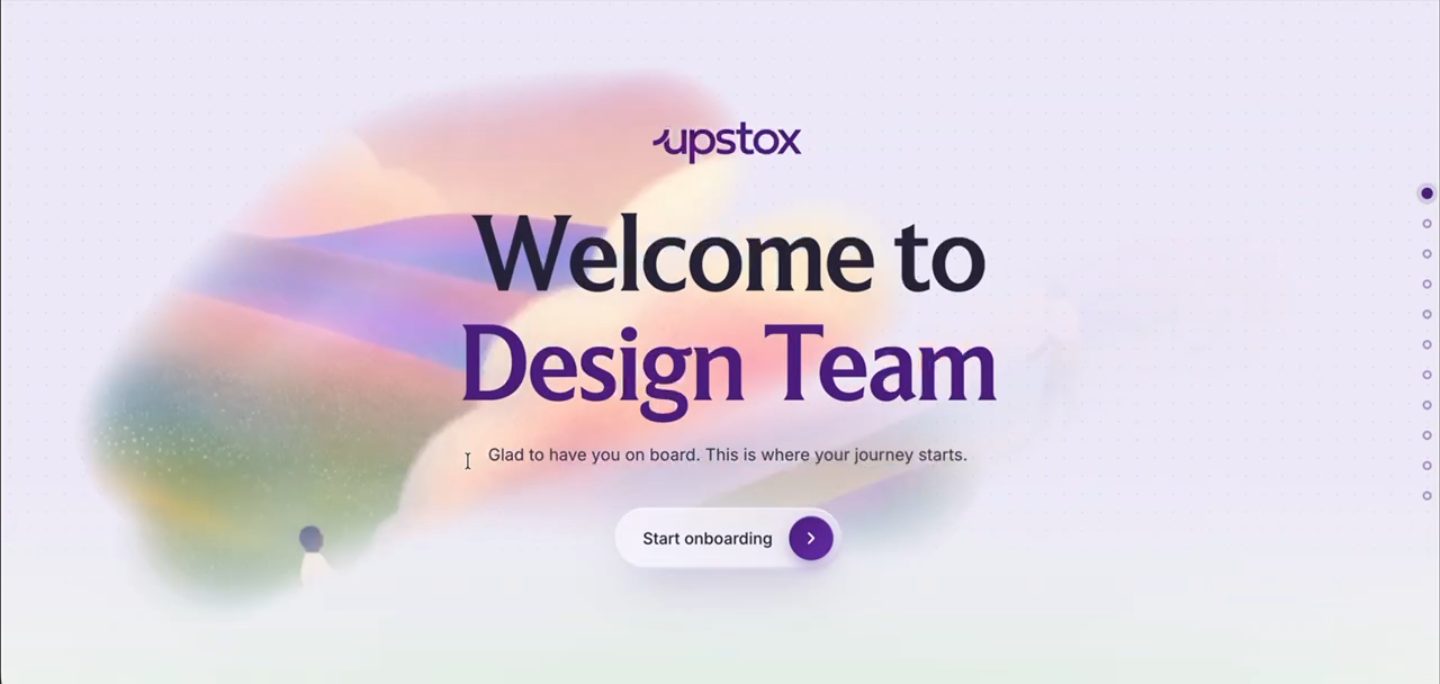 upstox
Welcome to
Design Team
Glad to have you on board. This is where your journey starts.
Start onboarding